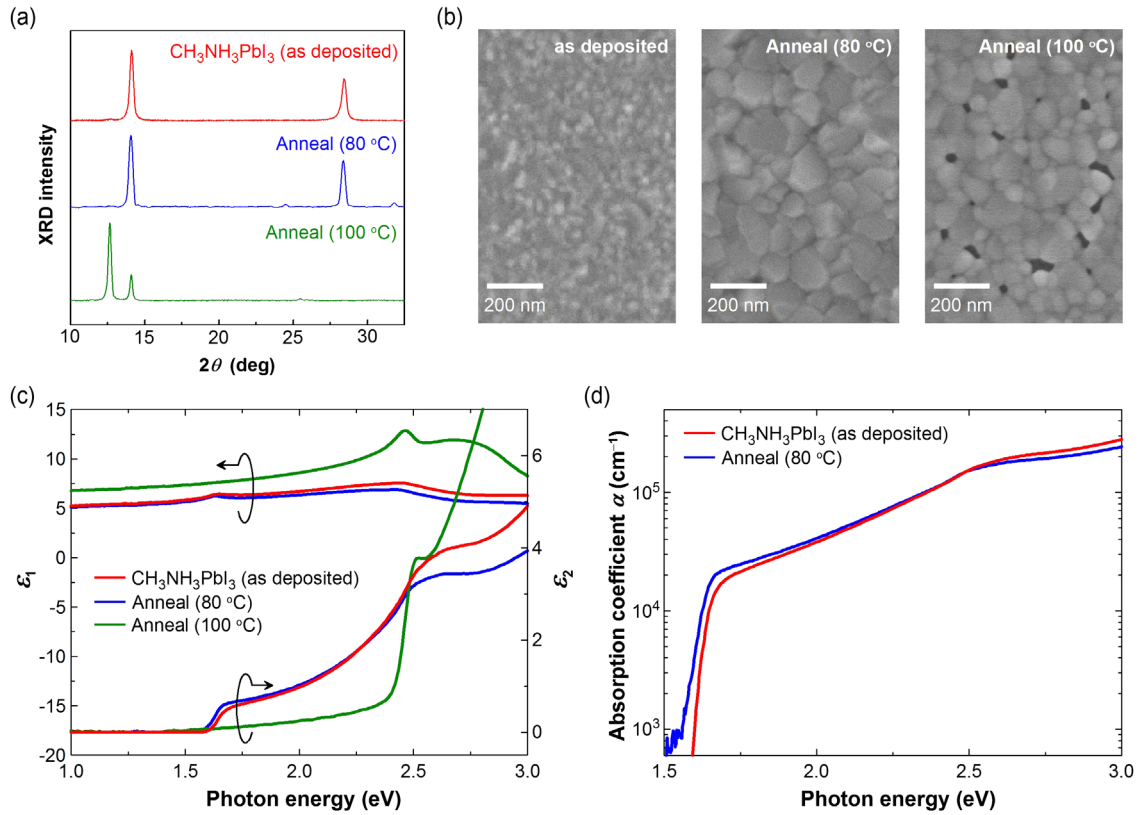 (a)
CH₃NH₃PbI₃ (as deposited)
Anneal (80 °C)
Anneal (100 °C)
XRD intensity
10 15 20 25 30
2θ (deg)
(b)
as deposited
200 nm
Anneal (80 °C)
200 nm
Anneal (100 °C)
200 nm
(c)
15
10
5
0
-5
-10
-15
-20
ε₁
CH₃NH₃PbI₃ (as deposited)
Anneal (80 °C)
Anneal (100 °C)
6
4
2
0
ε₂
1.0 1.5 2.0 2.5 3.0
Photon energy (eV)
(d)
CH₃NH₃PbI₃ (as deposited)
Anneal (80 °C)
Absorption coefficient α (cm⁻¹)
10⁵
10⁴
10³
1.5 2.0 2.5 3.0
Photon energy (eV)